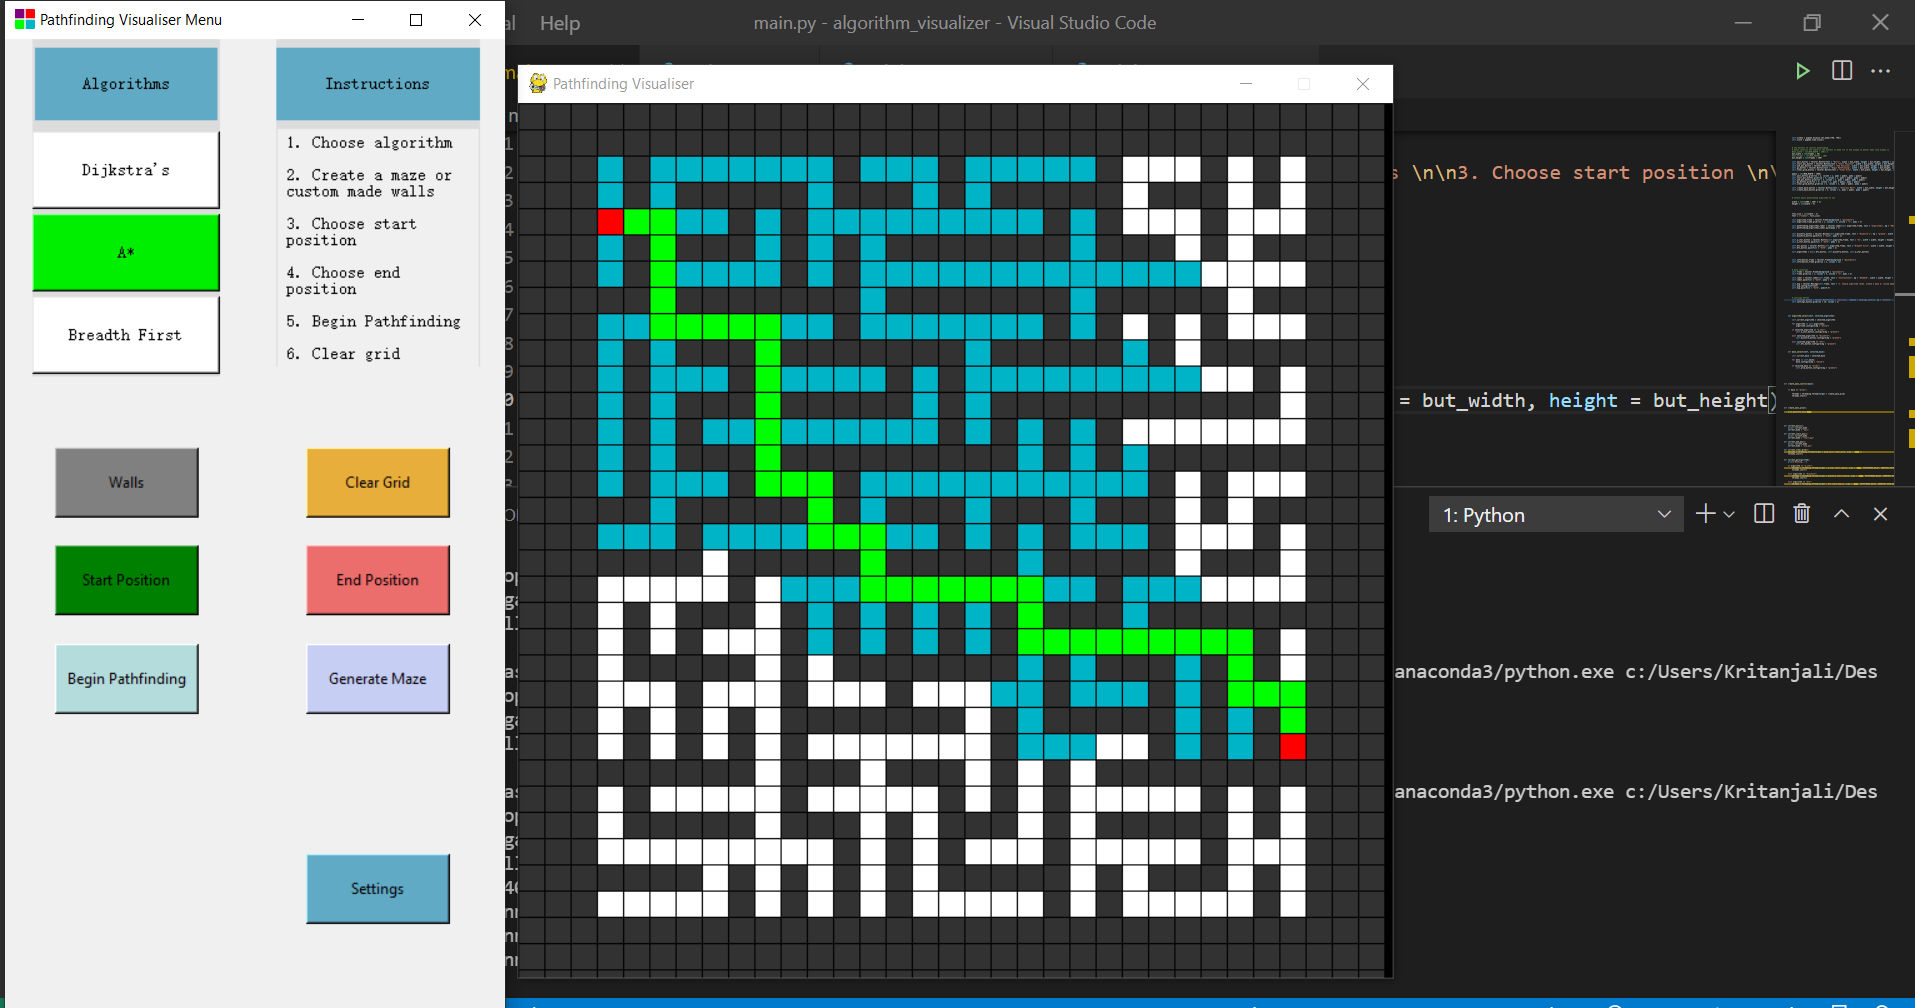 Pathfinding Visualiser Menu
Help
main.py - algorithm_visualizer - Visual Studio Code
Algorithms
Instructions
Dijkstra's
A*
Breadth First
1. Choose algorithm
2. Create a maze or
custom made walls
3. Choose start
position
4. Choose end
position
5. Begin Pathfinding
6. Clear grid
Walls
Clear Grid
Start Position
End Position
Begin Pathfinding
Generate Maze
Settings
Pathfinding Visualiser
\n\n3. Choose start position \n\
= but_width, height = but_height)
1: Python
anaconda3/python.exe c:/Users/Kritanjali/Des
anaconda3/python.exe c:/Users/Kritanjali/Des